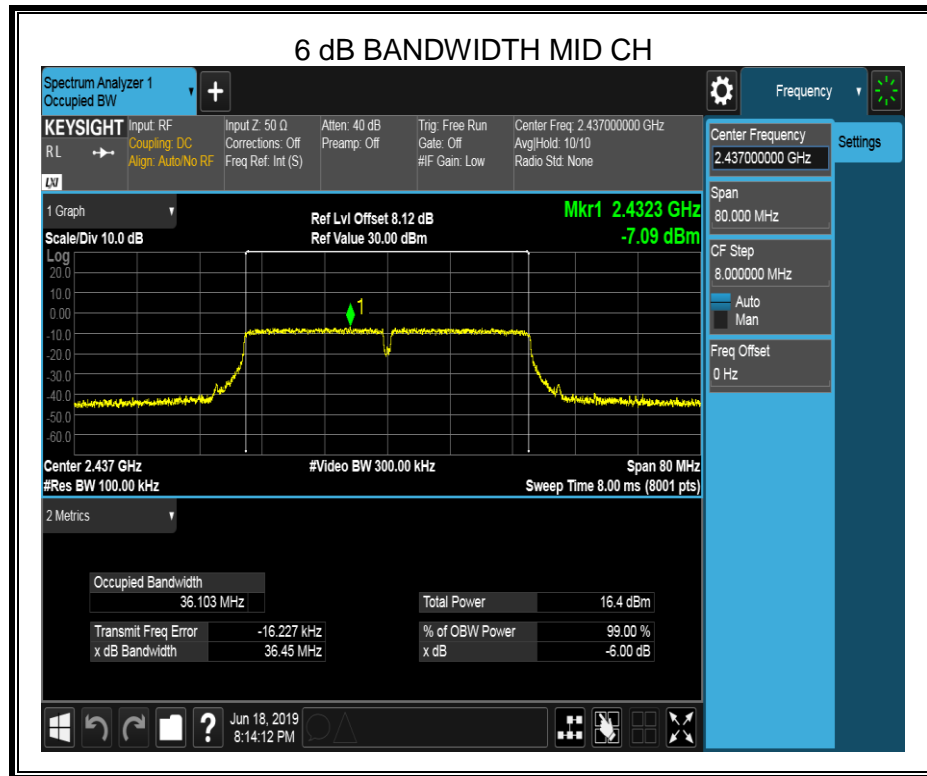 6 dB BANDWIDTH MID CH
Spectrum Analyzer 1
Occupied BW
+
Frequency
KEYSIGHT
RL
LXI
Input: RF
Coupling: DC
Align: Auto/No RF
Input Z: 50 Ω
Corrections: Off
Freq Ref: Int (S)
Atten: 40 dB
Preamp: Off
Trig: Free Run
Gate: Off
#IF Gain: Low
Center Freq: 2.437000000 GHz
Avg|Hold: 10/10
Radio Std: None
Center Frequency
2.437000000 GHz
Settings
Span
80.000 MHz
CF Step
8.000000 MHz
Auto
Man
Freq Offset
0 Hz
1 Graph
Scale/Div 10.0 dB
Ref Lvl Offset 8.12 dB
Ref Value 30.00 dBm
Mkr1 2.4323 GHz
-7.09 dBm
Log
20.0
10.0
0.00
-10.0
-20.0
-30.0
-40.0
-50.0
-60.0
1
Center 2.437 GHz
#Res BW 100.00 kHz
#Video BW 300.00 kHz
Span 80 MHz
Sweep Time 8.00 ms (8001 pts)
2 Metrics
Occupied Bandwidth
36.103 MHz
Total Power 16.4 dBm
Transmit Freq Error -16.227 kHz
% of OBW Power 99.00 %
x dB Bandwidth 36.45 MHz
x dB -6.00 dB
?
Jun 18, 2019
8:14:12 PM